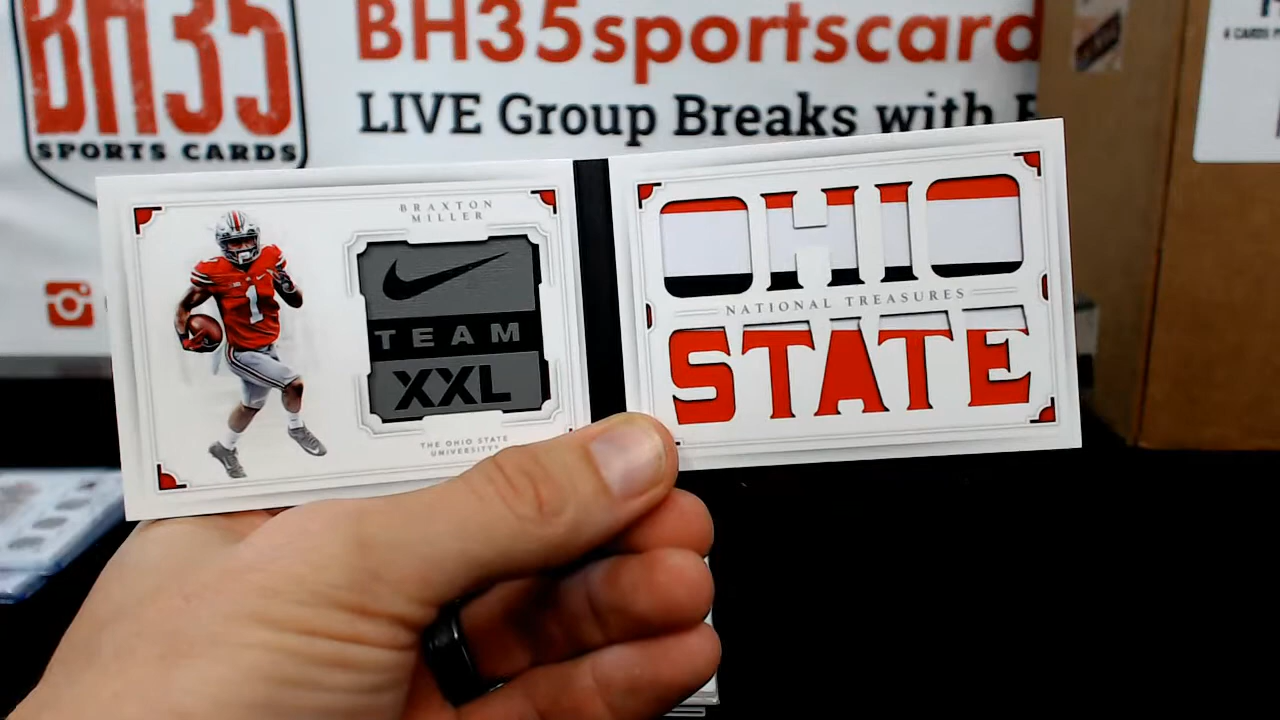 BH35
SPORTS CARDS
BH35sportscard
LIVE Group Breaks with
BRAXTON
MILLER
1
TEAM
XXL
THE OHIO STATE
UNIVERSITY
OHIO
NATIONAL TREASURES
STATE